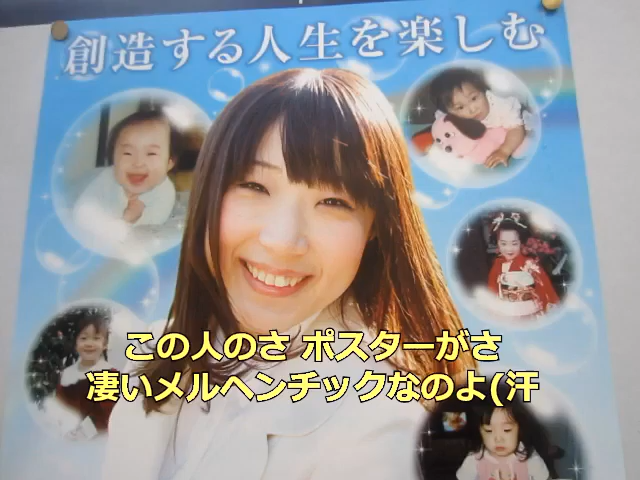 創造する人生を楽しむ
この人のさ ポスターがさ
凄いメルヘンチックなのよ(汗